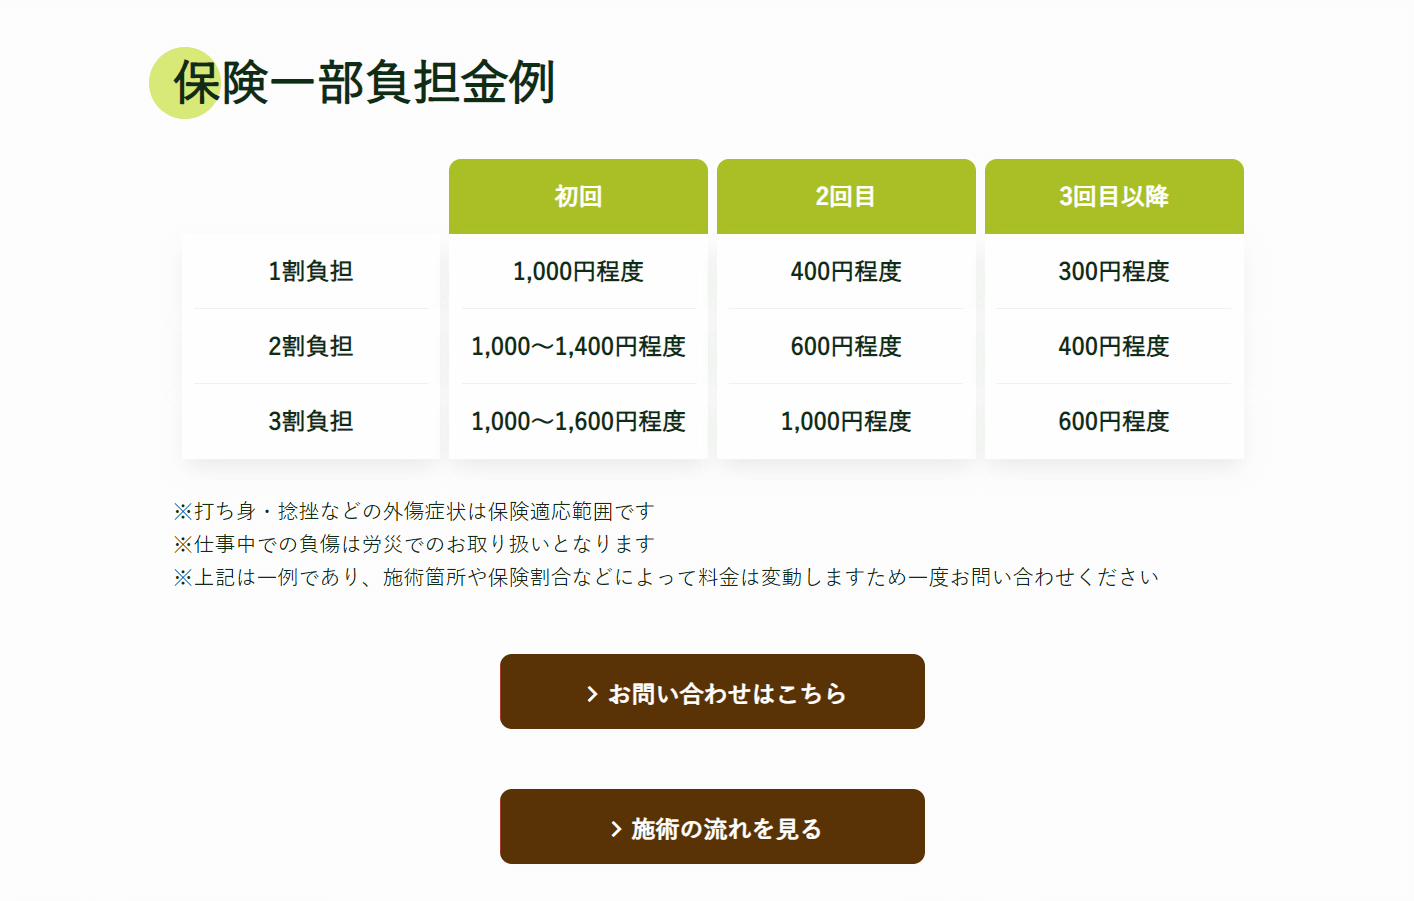 保険一部負担金例
初回 2回目 3回目以降
1割負担 1,000円程度 400円程度 300円程度
2割負担 1,000〜1,400円程度 600円程度 400円程度
3割負担 1,000〜1,600円程度 1,000円程度 600円程度
※打ち身・捻挫などの外傷症状は保険適応範囲です
※仕事中での負傷は労災でのお取り扱いとなります
※上記は一例であり、施術箇所や保険割合などによって料金は変動しますため一度お問い合わせください
お問い合わせはこちら
施術の流れを見る